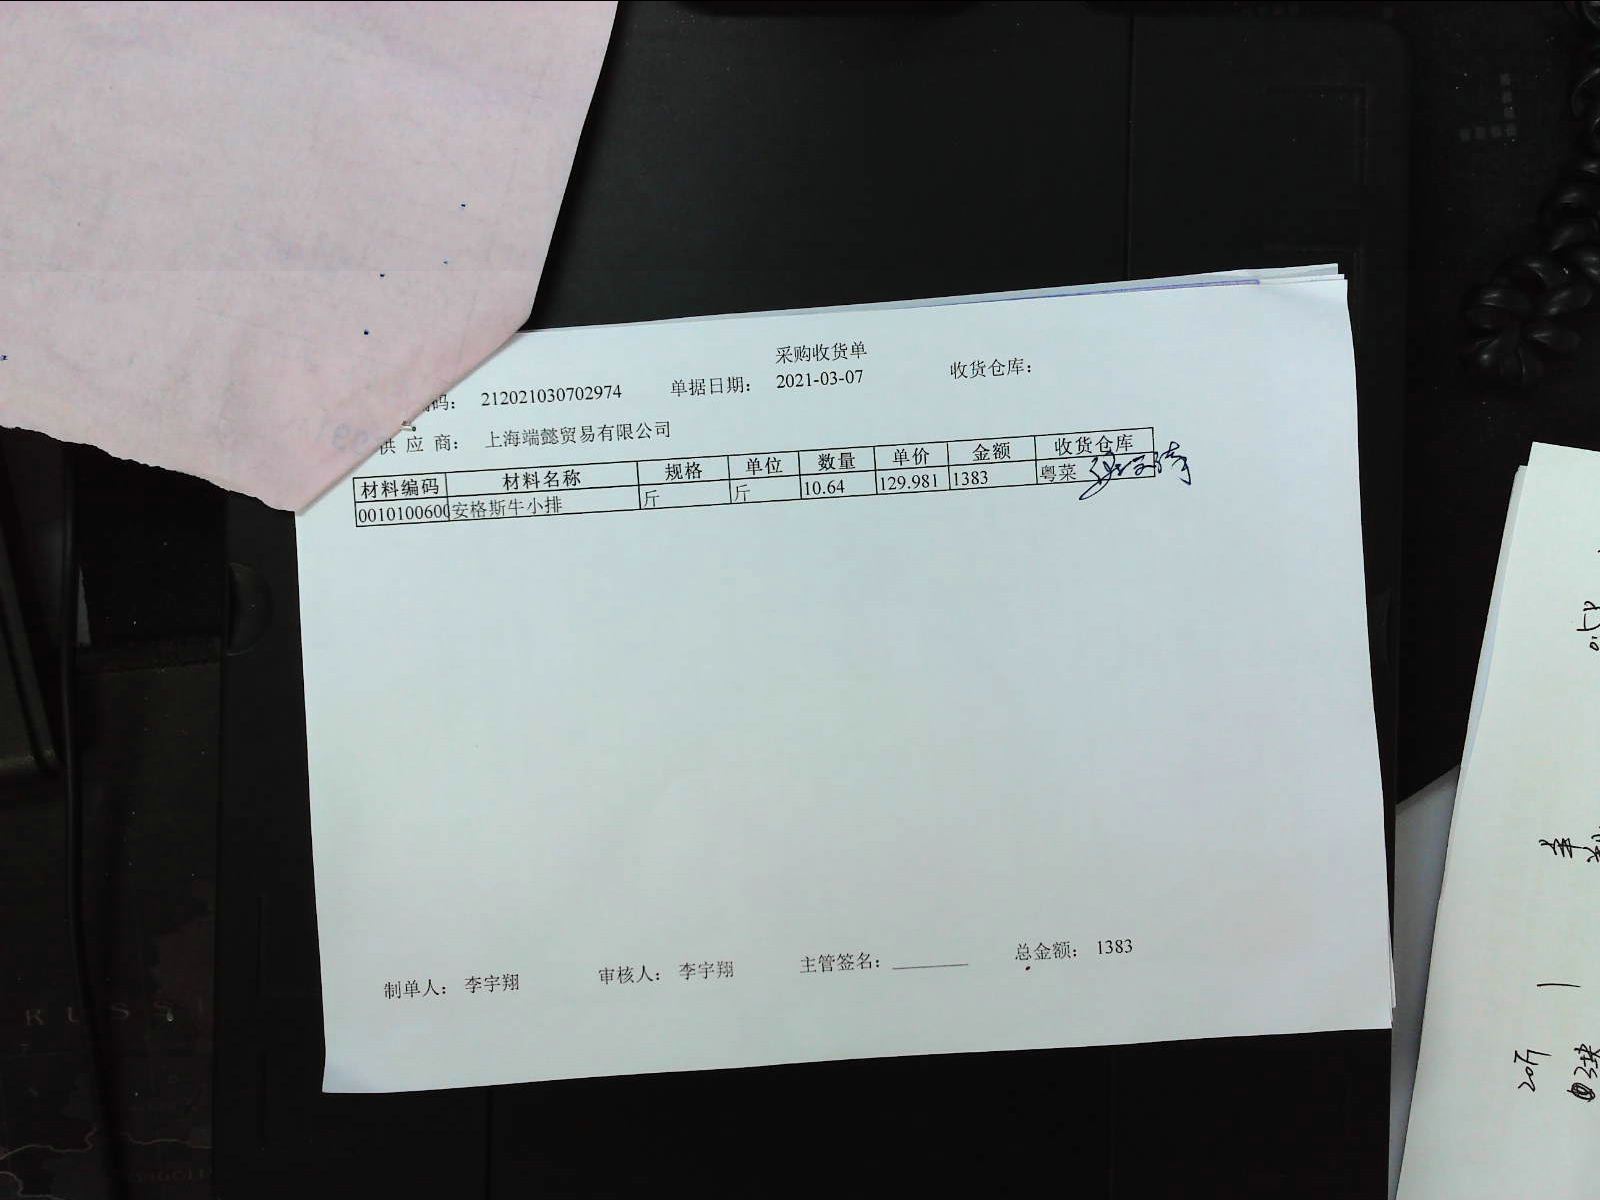 采购收货单
编码： 212021030702974 单据日期： 2021-03-07 收货仓库：
供 应 商： 上海端懿贸易有限公司
材料编码 材料名称 规格 单位 数量 单价 金额 收货仓库
0010100600 安格斯牛小排 斤 斤 10.64 129.981 1383 粤菜
制单人： 李宇翔 审核人： 李宇翔 主管签名： 总金额： 1383
20斤